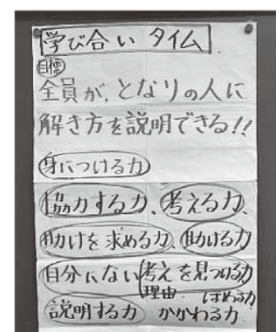 学び合い タイム
目標
全員が、となりの人に
解き方を説明できる!!
身につける力
協力する力、考える力、
助けを求める力、助ける力
自分にない考えを見つける力
理由 はめる力
説明する力 かかわる力